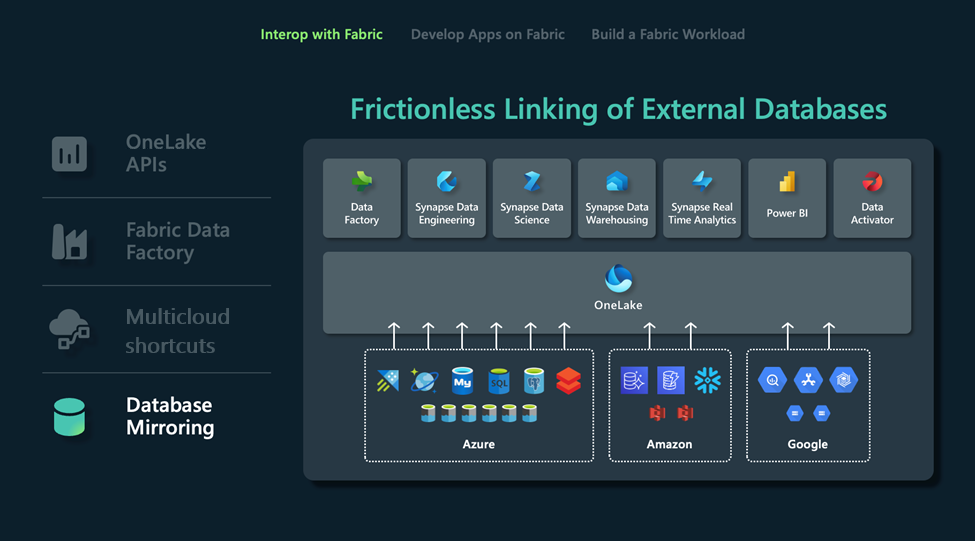 Interop with Fabric
Develop Apps on Fabric
Build a Fabric Workload
Frictionless Linking of External Databases
OneLake
APIs
Fabric Data
Factory
Multicloud
shortcuts
Database
Mirroring
Data
Factory
Synapse Data
Engineering
Synapse Data
Science
Synapse Data
Warehousing
Synapse Real
Time Analytics
Power BI
Data
Activator
OneLake
My
SQL
Azure
Amazon
Google